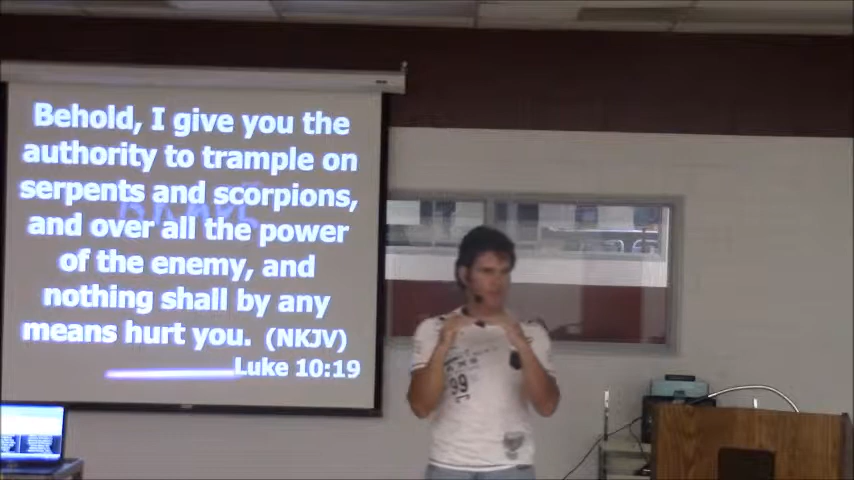 Behold, I give you the
authority to trample on
serpents and scorpions,
and over all the power
of the enemy, and
nothing shall by any
means hurt you. (NKJV)
Luke 10:19
99